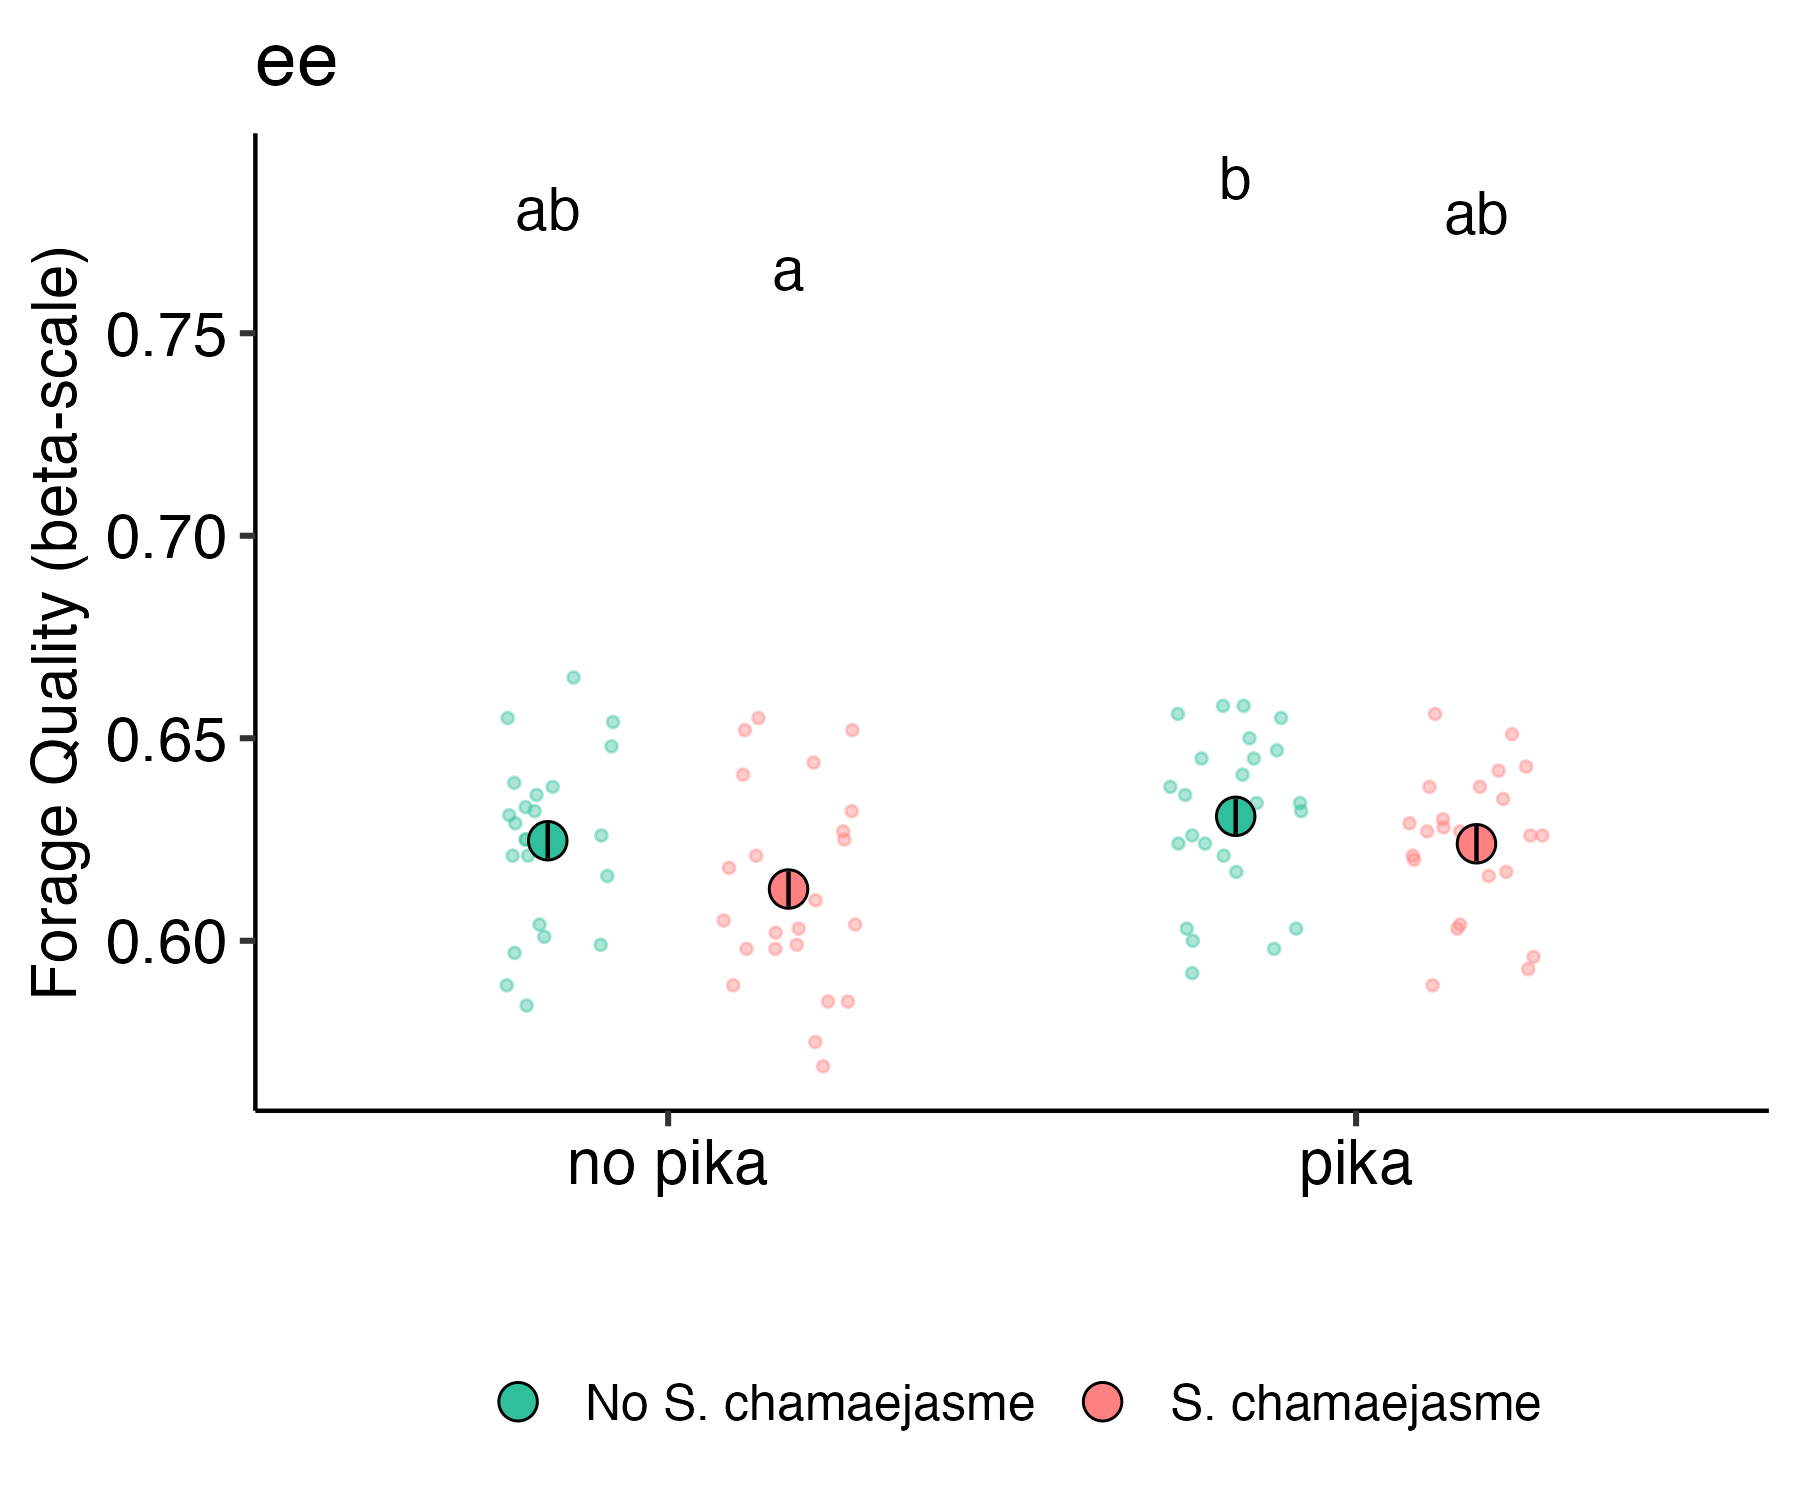 ee
b
ab
ab
a
Forage Quality (beta-scale)
0.75
0.70
0.65
0.60
no pika
pika
No S. chamaejasme
S. chamaejasme